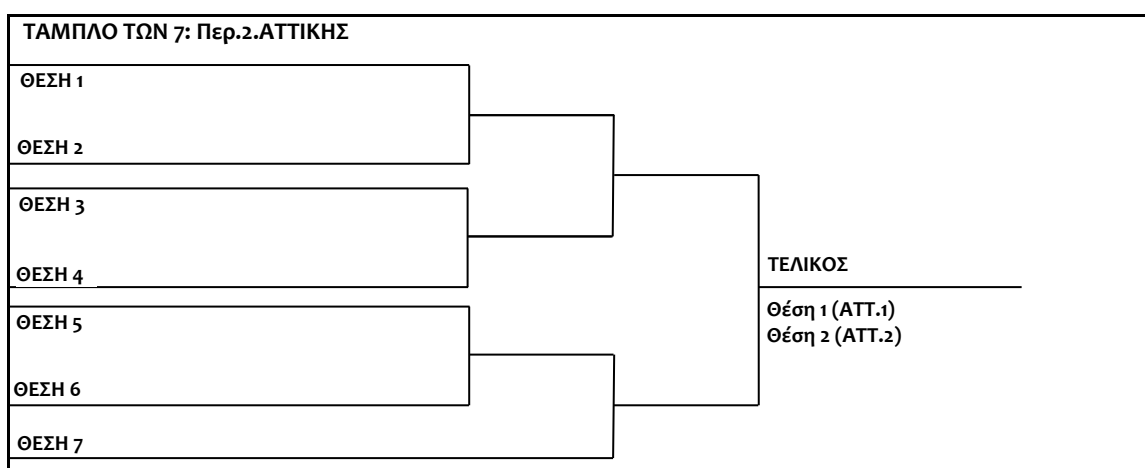 ΤΑΜΠΛΟ ΤΩΝ 7: Περ.2.ΑΤΤΙΚΗΣ
ΘΕΣΗ 1
ΘΕΣΗ 2
ΘΕΣΗ 3
ΘΕΣΗ 4
ΤΕΛΙΚΟΣ
Θέση 1 (ΑΤΤ.1)
Θέση 2 (ΑΤΤ.2)
ΘΕΣΗ 5
ΘΕΣΗ 6
ΘΕΣΗ 7